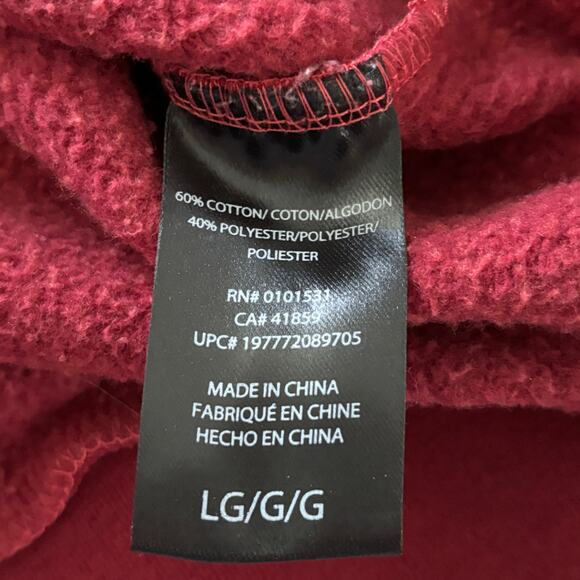 60% COTTON/ COTON/ALGODON
40% POLYESTER/POLYESTER/
POLIESTER
RN# 0101531
CA# 41859
UPC# 197772089705
MADE IN CHINA
FABRIQUÉ EN CHINE
HECHO EN CHINA
LG/G/G